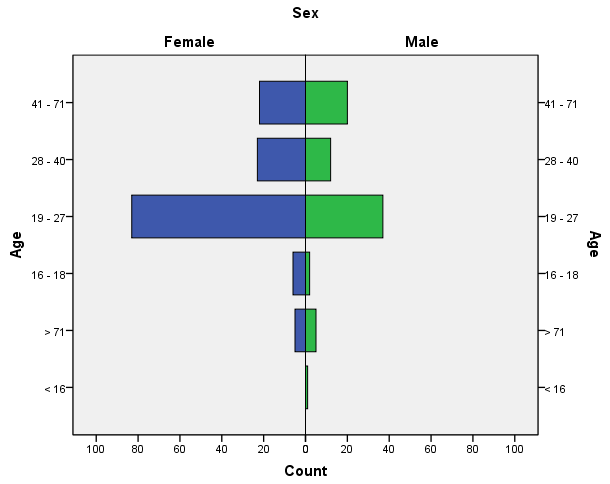 Sex
Female Male
41 - 71 41 - 71
28 - 40 28 - 40
19 - 27 19 - 27
Age Age
16 - 18 16 - 18
> 71 > 71
< 16 < 16
100 80 60 40 20 0 20 40 60 80 100
Count